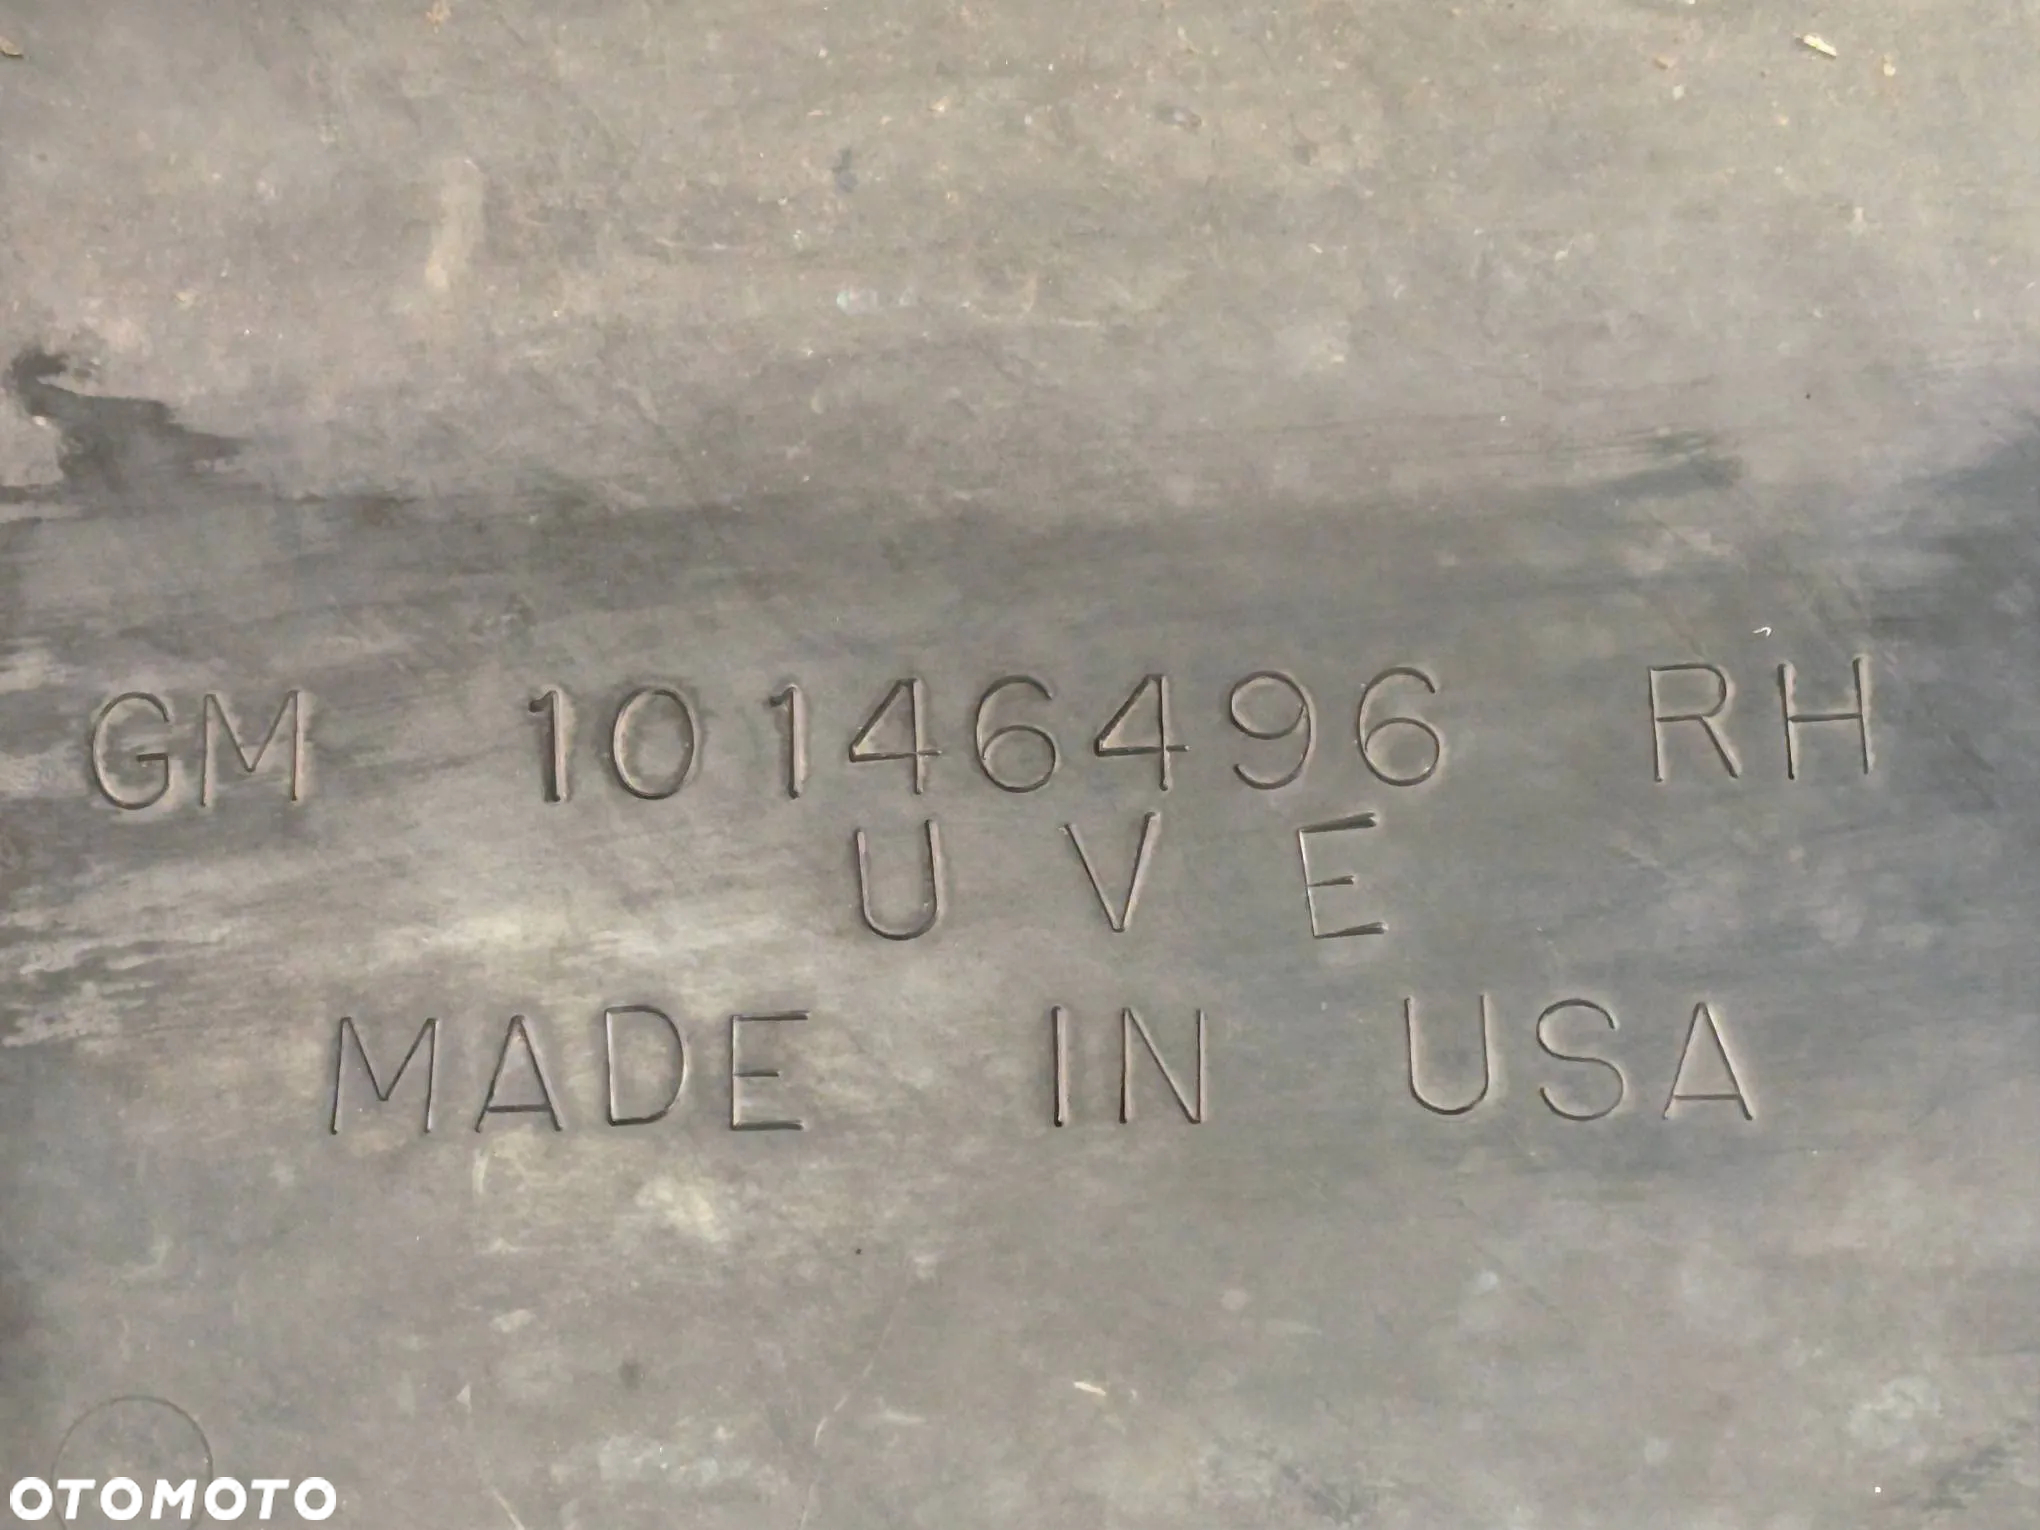 GM 10146496 RH
U V E
MADE IN USA
OTOMOTO